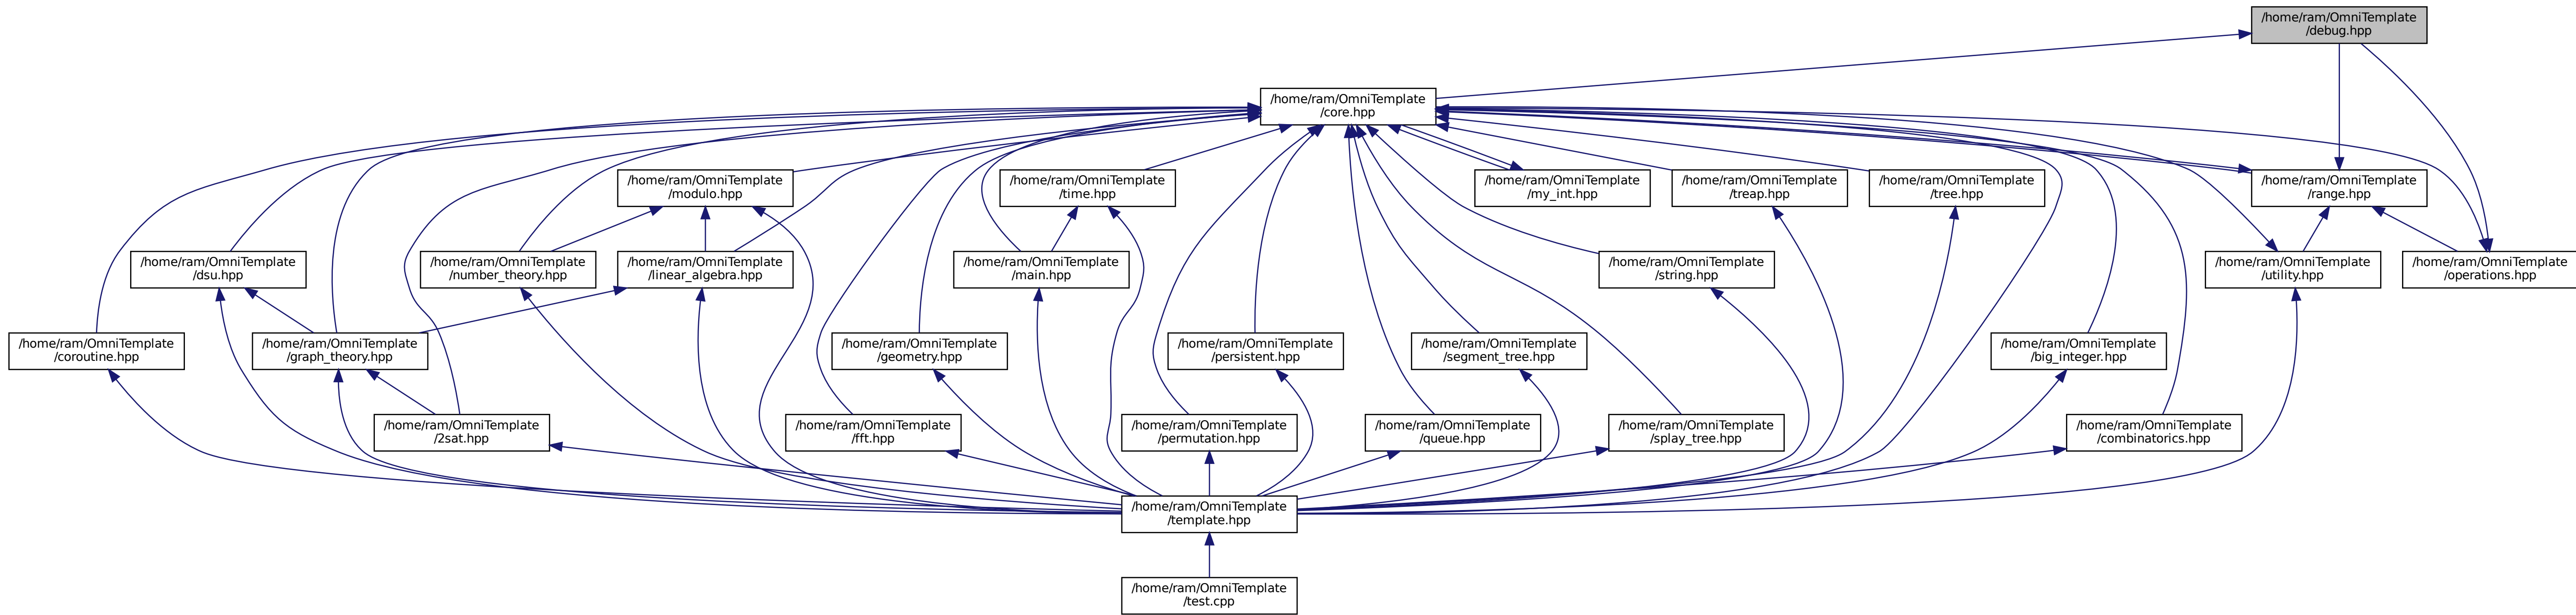 /home/ram/OmniTemplate
/debug.hpp
/home/ram/OmniTemplate
/core.hpp
/home/ram/OmniTemplate
/modulo.hpp
/home/ram/OmniTemplate
/time.hpp
/home/ram/OmniTemplate
/my_int.hpp
/home/ram/OmniTemplate
/treap.hpp
/home/ram/OmniTemplate
/tree.hpp
/home/ram/OmniTemplate
/range.hpp
/home/ram/OmniTemplate
/dsu.hpp
/home/ram/OmniTemplate
/number_theory.hpp
/home/ram/OmniTemplate
/linear_algebra.hpp
/home/ram/OmniTemplate
/main.hpp
/home/ram/OmniTemplate
/string.hpp
/home/ram/OmniTemplate
/utility.hpp
/home/ram/OmniTemplate
/operations.hpp
/home/ram/OmniTemplate
/coroutine.hpp
/home/ram/OmniTemplate
/graph_theory.hpp
/home/ram/OmniTemplate
/geometry.hpp
/home/ram/OmniTemplate
/persistent.hpp
/home/ram/OmniTemplate
/segment_tree.hpp
/home/ram/OmniTemplate
/big_integer.hpp
/home/ram/OmniTemplate
/2sat.hpp
/home/ram/OmniTemplate
/fft.hpp
/home/ram/OmniTemplate
/permutation.hpp
/home/ram/OmniTemplate
/queue.hpp
/home/ram/OmniTemplate
/splay_tree.hpp
/home/ram/OmniTemplate
/combinatorics.hpp
/home/ram/OmniTemplate
/template.hpp
/home/ram/OmniTemplate
/test.cpp